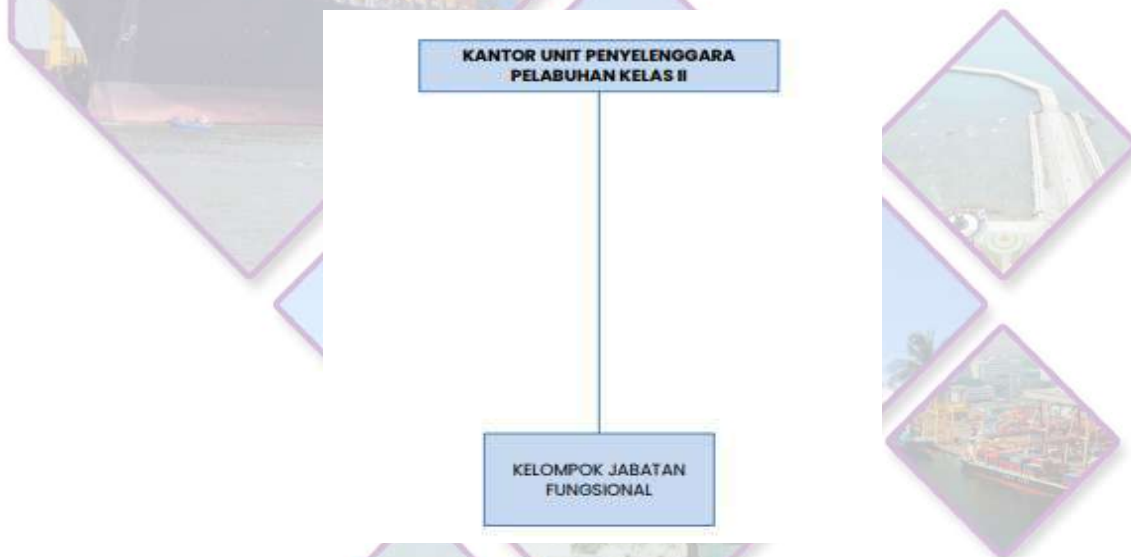 KANTOR UNIT PENYELENGGARA
PELABUHAN KELAS II
KELOMPOK JABATAN
FUNGSIONAL